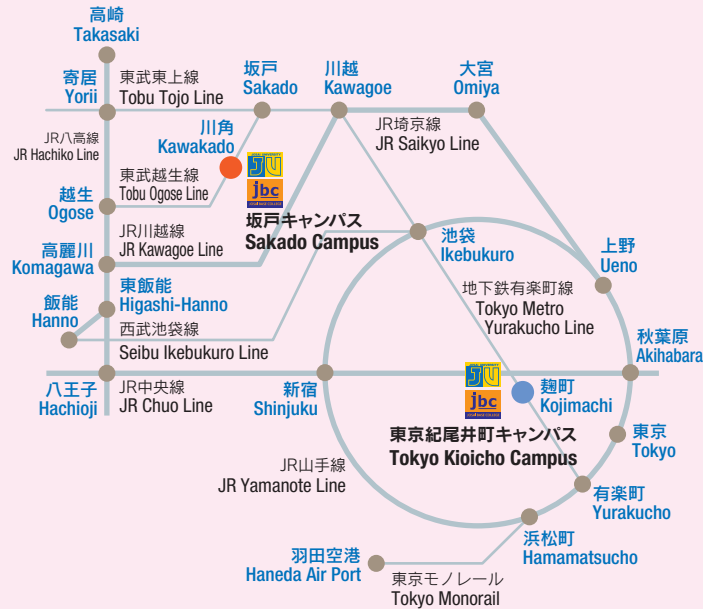 高崎
Takasaki
寄居
Yorii
東武東上線
Tobu Tojo Line
坂戸
Sakado
川越
Kawagoe
大宮
Omiya
JR八高線
JR Hachiko Line
川角
Kawakado
JR埼京線
JR Saikyo Line
東武越生線
Tobu Ogose Line
越生
Ogose
JU
jbc
坂戸キャンパス
Sakado Campus
JR川越線
JR Kawagoe Line
高麗川
Komagawa
池袋
Ikebukuro
上野
Ueno
東飯能
Higashi-Hanno
飯能
Hanno
地下鉄有楽町線
Tokyo Metro
Yurakucho Line
西武池袋線
Seibu Ikebukuro Line
秋葉原
Akihabara
八王子
Hachioji
JR中央線
JR Chuo Line
新宿
Shinjuku
JU
jbc
麹町
Kojimachi
東京紀尾井町キャンパス
Tokyo Kioicho Campus
東京
Tokyo
JR山手線
JR Yamanote Line
有楽町
Yurakucho
浜松町
Hamamatsucho
羽田空港
Haneda Air Port
東京モノレール
Tokyo Monorail